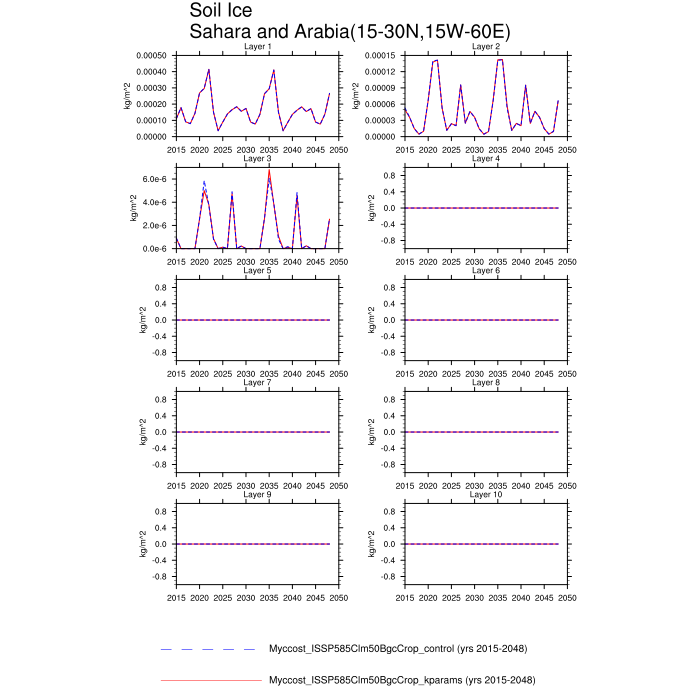 Soil Ice
Sahara and Arabia(15-30N,15W-60E)
Layer 1
Layer 2
kg/m^2
0.00050
0.00040
0.00030
0.00020
0.00010
0.00000
2015 2020 2025 2030 2035 2040 2045 2050
kg/m^2
0.00015
0.00012
0.00009
0.00006
0.00003
0.00000
2015 2020 2025 2030 2035 2040 2045 2050
Layer 3
Layer 4
kg/m^2
6.0e-6
4.0e-6
2.0e-6
0.0e-6
2015 2020 2025 2030 2035 2040 2045 2050
kg/m^2
0.8
0.4
0.0
-0.4
-0.8
2015 2020 2025 2030 2035 2040 2045 2050
Layer 5
Layer 6
kg/m^2
0.8
0.4
0.0
-0.4
-0.8
2015 2020 2025 2030 2035 2040 2045 2050
kg/m^2
0.8
0.4
0.0
-0.4
-0.8
2015 2020 2025 2030 2035 2040 2045 2050
Layer 7
Layer 8
kg/m^2
0.8
0.4
0.0
-0.4
-0.8
2015 2020 2025 2030 2035 2040 2045 2050
kg/m^2
0.8
0.4
0.0
-0.4
-0.8
2015 2020 2025 2030 2035 2040 2045 2050
Layer 9
Layer 10
kg/m^2
0.8
0.4
0.0
-0.4
-0.8
2015 2020 2025 2030 2035 2040 2045 2050
kg/m^2
0.8
0.4
0.0
-0.4
-0.8
2015 2020 2025 2030 2035 2040 2045 2050
Myccost_ISSP585Clm50BgcCrop_control (yrs 2015-2048)
Myccost_ISSP585Clm50BgcCrop_kparams (yrs 2015-2048)